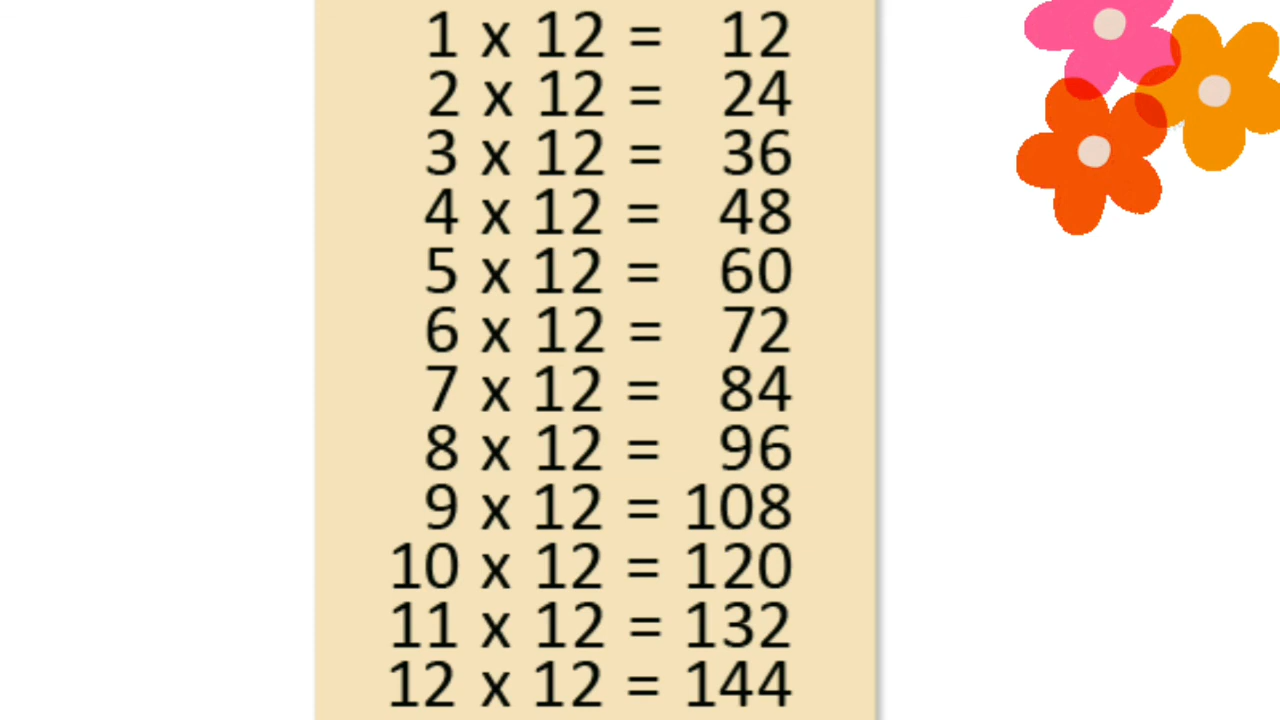 1 x 12 = 12
2 x 12 = 24
3 x 12 = 36
4 x 12 = 48
5 x 12 = 60
6 x 12 = 72
7 x 12 = 84
8 x 12 = 96
9 x 12 = 108
10 x 12 = 120
11 x 12 = 132
12 x 12 = 144